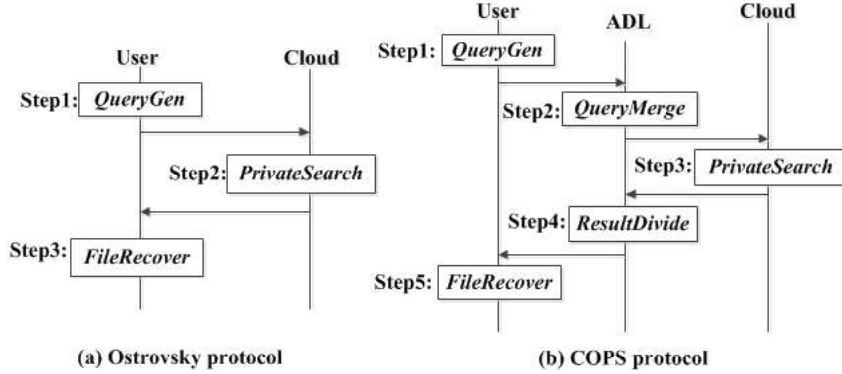 User Cloud
Step1: QueryGen
Step2: PrivateSearch
Step3: FileRecover
(a) Ostrovsky protocol
User ADL Cloud
Step1: QueryGen
Step2: QueryMerge
Step3: PrivateSearch
Step4: ResultDivide
Step5: FileRecover
(b) COPS protocol